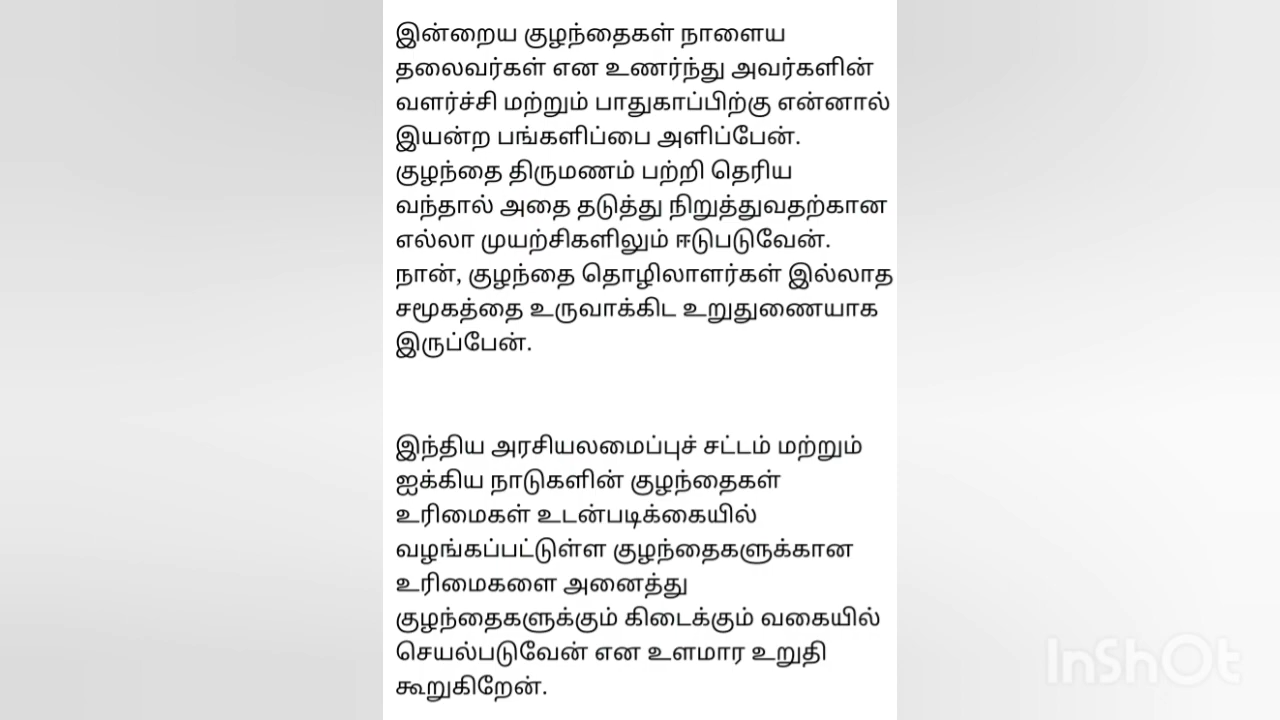 இன்றைய குழந்தைகள் நாளைய
தலைவர்கள் என உணர்ந்து அவர்களின்
வளர்ச்சி மற்றும் பாதுகாப்பிற்கு என்னால்
இயன்ற பங்களிப்பை அளிப்பேன்.
குழந்தை திருமணம் பற்றி தெரிய
வந்தால் அதை தடுத்து நிறுத்துவதற்கான
எல்லா முயற்சிகளிலும் ஈடுபடுவேன்.
நான், குழந்தை தொழிலாளர்கள் இல்லாத
சமூகத்தை உருவாக்கிட உறுதுணையாக
இருப்பேன்.
இந்திய அரசியலமைப்புச் சட்டம் மற்றும்
ஐக்கிய நாடுகளின் குழந்தைகள்
உரிமைகள் உடன்படிக்கையில்
வழங்கப்பட்டுள்ள குழந்தைகளுக்கான
உரிமைகளை அனைத்து
குழந்தைகளுக்கும் கிடைக்கும் வகையில்
செயல்படுவேன் என உளமார உறுதி
கூறுகிறேன்.
InShOt